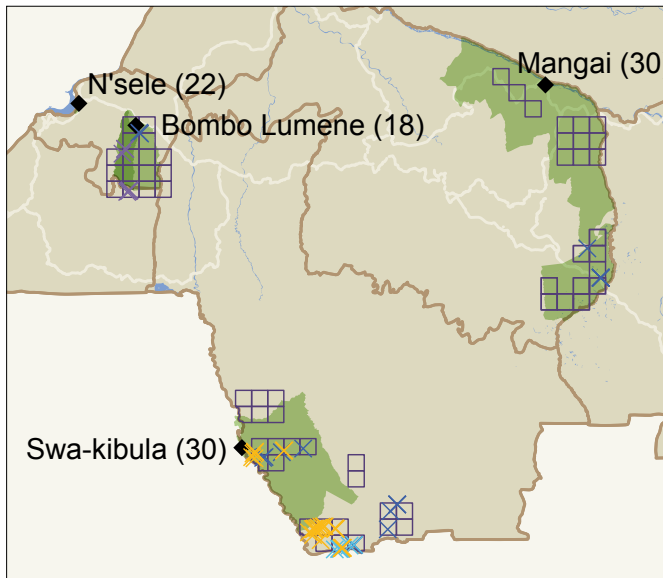 N'sele (22)
Mangai (30
Bombo Lumene (18)
Swa-kibula (30)